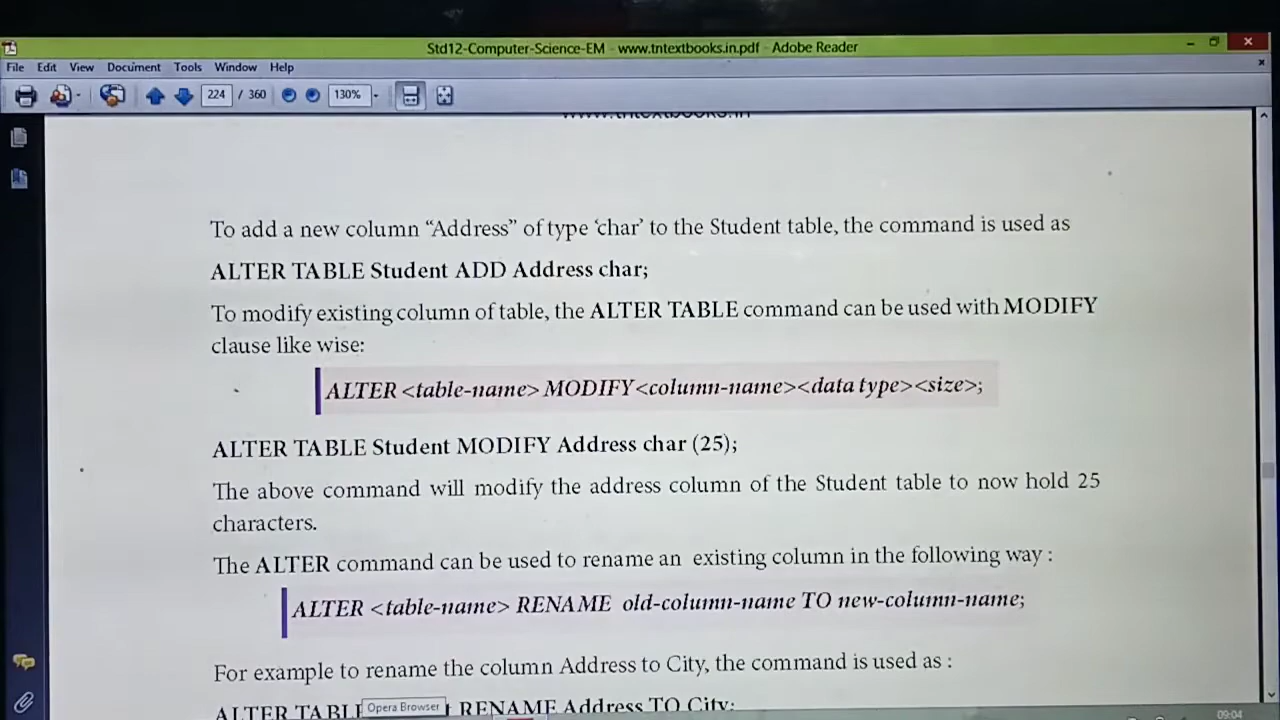 Std12-Computer-Science-EM - www.tntextbooks.in.pdf - Adobe Reader
File Edit View Document Tools Window Help
224 / 360 130%
www.tntextbooks.in
To add a new column “Address” of type ‘char’ to the Student table, the command is used as
ALTER TABLE Student ADD Address char;
To modify existing column of table, the ALTER TABLE command can be used with MODIFY
clause like wise:
ALTER <table-name> MODIFY<column-name><data type><size>;
ALTER TABLE Student MODIFY Address char (25);
The above command will modify the address column of the Student table to now hold 25
characters.
The ALTER command can be used to rename an existing column in the following way :
ALTER <table-name> RENAME old-column-name TO new-column-name;
For example to rename the column Address to City, the command is used as :
ALTER TABLE RENAME Address TO City;
Opera Browser
09:04